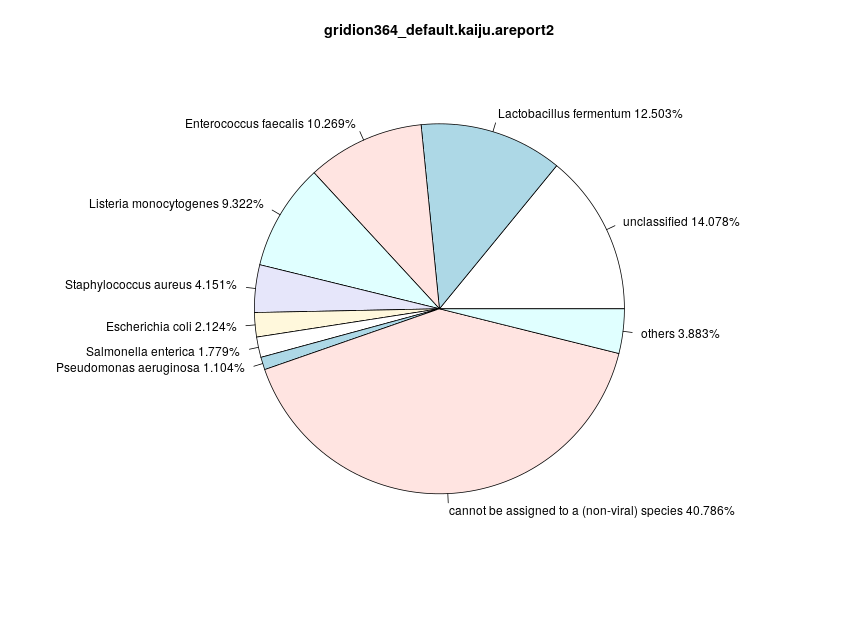 gridion364_default.kaiju.areport2
Lactobacillus fermentum 12.503%
Enterococcus faecalis 10.269%
Listeria monocytogenes 9.322%
unclassified 14.078%
Staphylococcus aureus 4.151%
Escherichia coli 2.124%
others 3.883%
Salmonella enterica 1.779%
Pseudomonas aeruginosa 1.104%
cannot be assigned to a (non-viral) species 40.786%